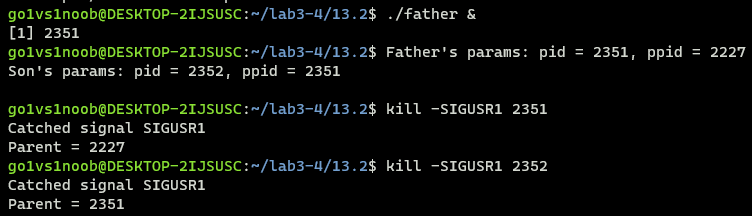 go1vs1noob@DESKTOP-2IJSUSC:~/lab3-4/13.2$ ./father &
[1] 2351
go1vs1noob@DESKTOP-2IJSUSC:~/lab3-4/13.2$ Father's params: pid = 2351, ppid = 2227
Son's params: pid = 2352, ppid = 2351
go1vs1noob@DESKTOP-2IJSUSC:~/lab3-4/13.2$ kill -SIGUSR1 2351
Catched signal SIGUSR1
Parent = 2227
go1vs1noob@DESKTOP-2IJSUSC:~/lab3-4/13.2$ kill -SIGUSR1 2352
Catched signal SIGUSR1
Parent = 2351